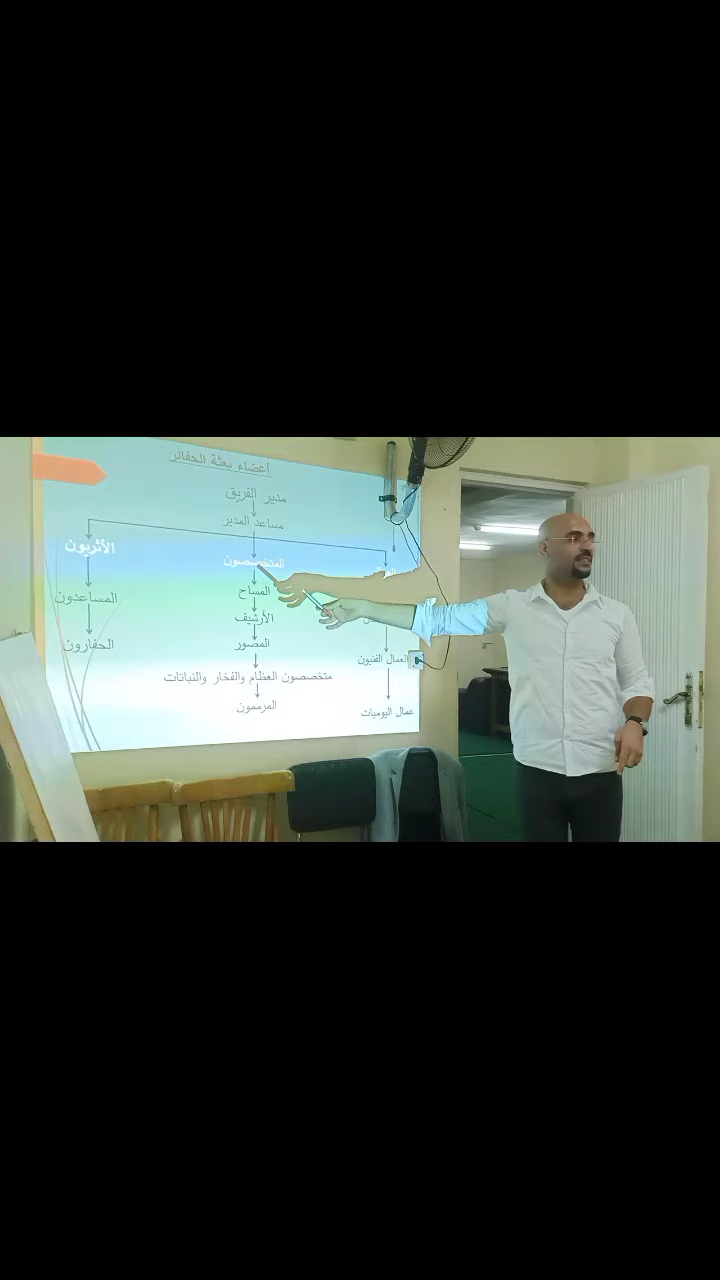 أعضاء بعثة الحفائر
مدير الفريق
مساعد المدير
الأثريون
المتخصصون
المساعدون
المساح
الحفارون
الأرشيف
المصور
العمال الفنيون
متخصصون العظام والفخار والنباتات
المرممون
عمال اليوميات